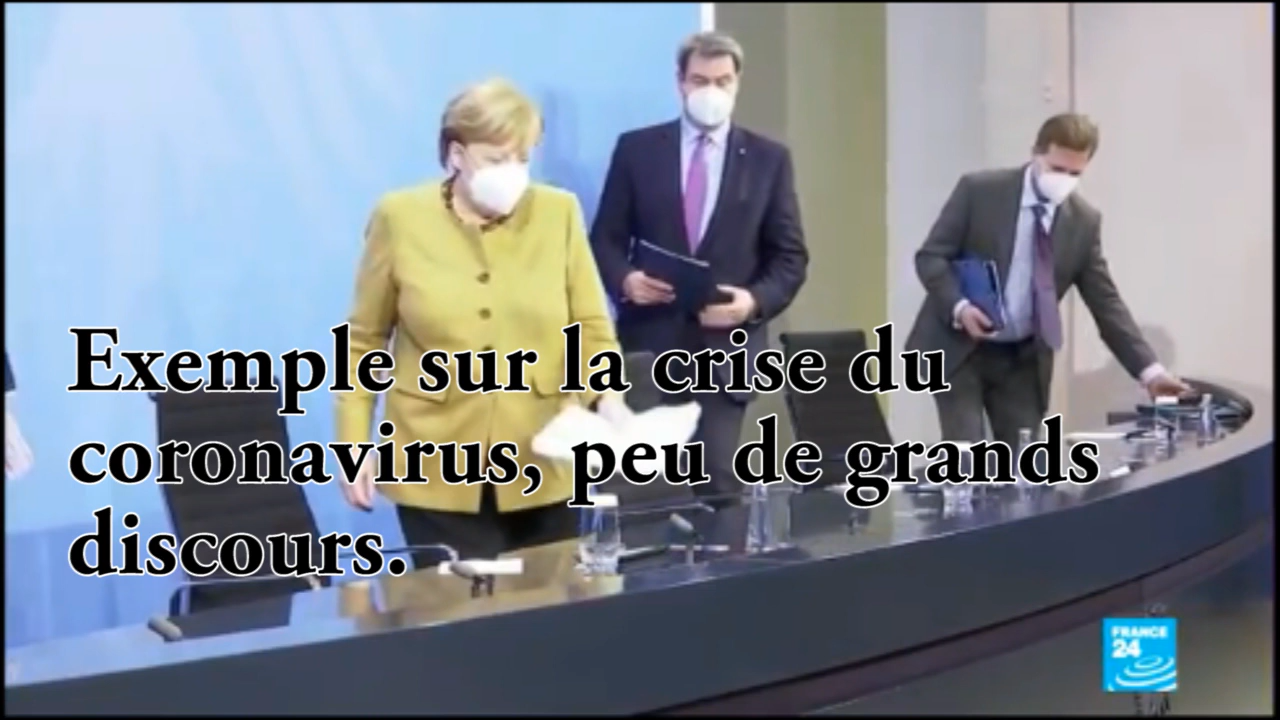 Exemple sur la crise du
coronavirus, peu de grands
discours.
FRANCE
24